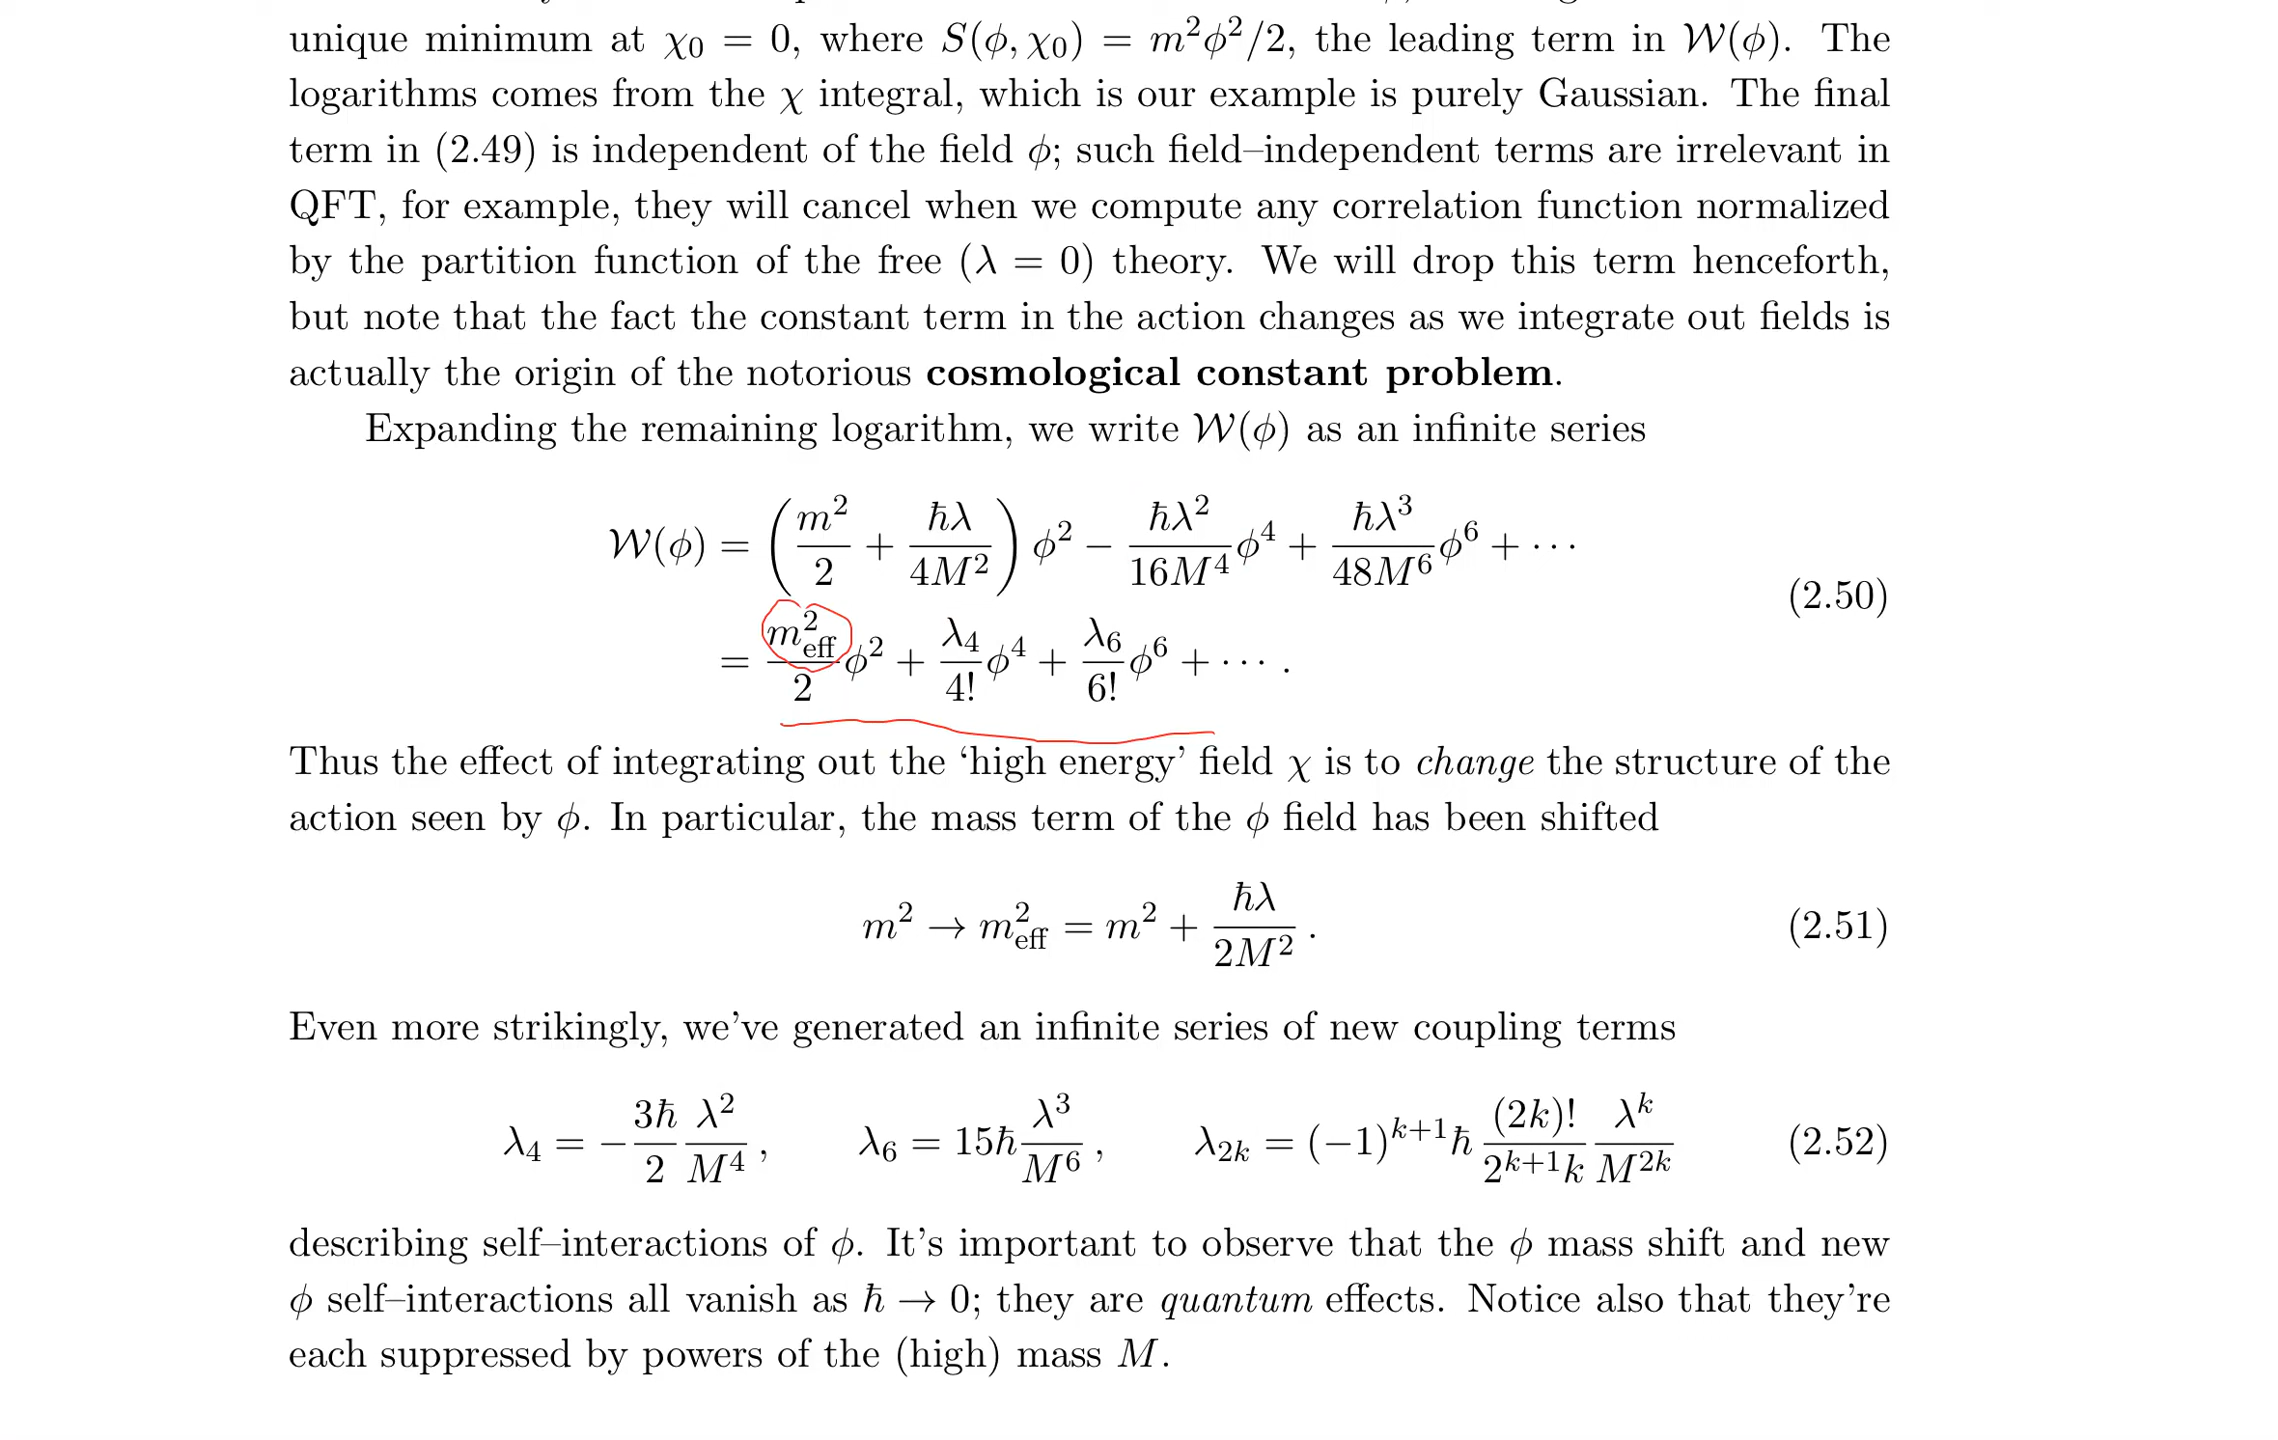 unique minimum at χ₀ = 0, where S(ϕ, χ₀) = m²ϕ²/2, the leading term in 𝒲(ϕ). The
logarithms comes from the χ integral, which is our example is purely Gaussian. The final
term in (2.49) is independent of the field ϕ; such field–independent terms are irrelevant in
QFT, for example, they will cancel when we compute any correlation function normalized
by the partition function of the free (λ = 0) theory. We will drop this term henceforth,
but note that the fact the constant term in the action changes as we integrate out fields is
actually the origin of the notorious cosmological constant problem.
Expanding the remaining logarithm, we write 𝒲(ϕ) as an infinite series
𝒲(ϕ) = (m²/2 + ħλ/4M²) ϕ² − ħλ²/16M⁴ ϕ⁴ + ħλ³/48M⁶ ϕ⁶ + ···
(2.50)
= m²_eff/2 ϕ² + λ₄/4! ϕ⁴ + λ₆/6! ϕ⁶ + ··· .
Thus the effect of integrating out the ‘high energy’ field χ is to change the structure of the
action seen by ϕ. In particular, the mass term of the ϕ field has been shifted
m² → m²_eff = m² + ħλ/2M² . (2.51)
Even more strikingly, we’ve generated an infinite series of new coupling terms
λ₄ = −3ħ/2 λ²/M⁴ , λ₆ = 15ħ λ³/M⁶ , λ₂ₖ = (−1)ᵏ⁺¹ħ (2k)!/2ᵏ⁺¹k λᵏ/M²ᵏ (2.52)
describing self–interactions of ϕ. It’s important to observe that the ϕ mass shift and new
ϕ self–interactions all vanish as ħ → 0; they are quantum effects. Notice also that they’re
each suppressed by powers of the (high) mass M.